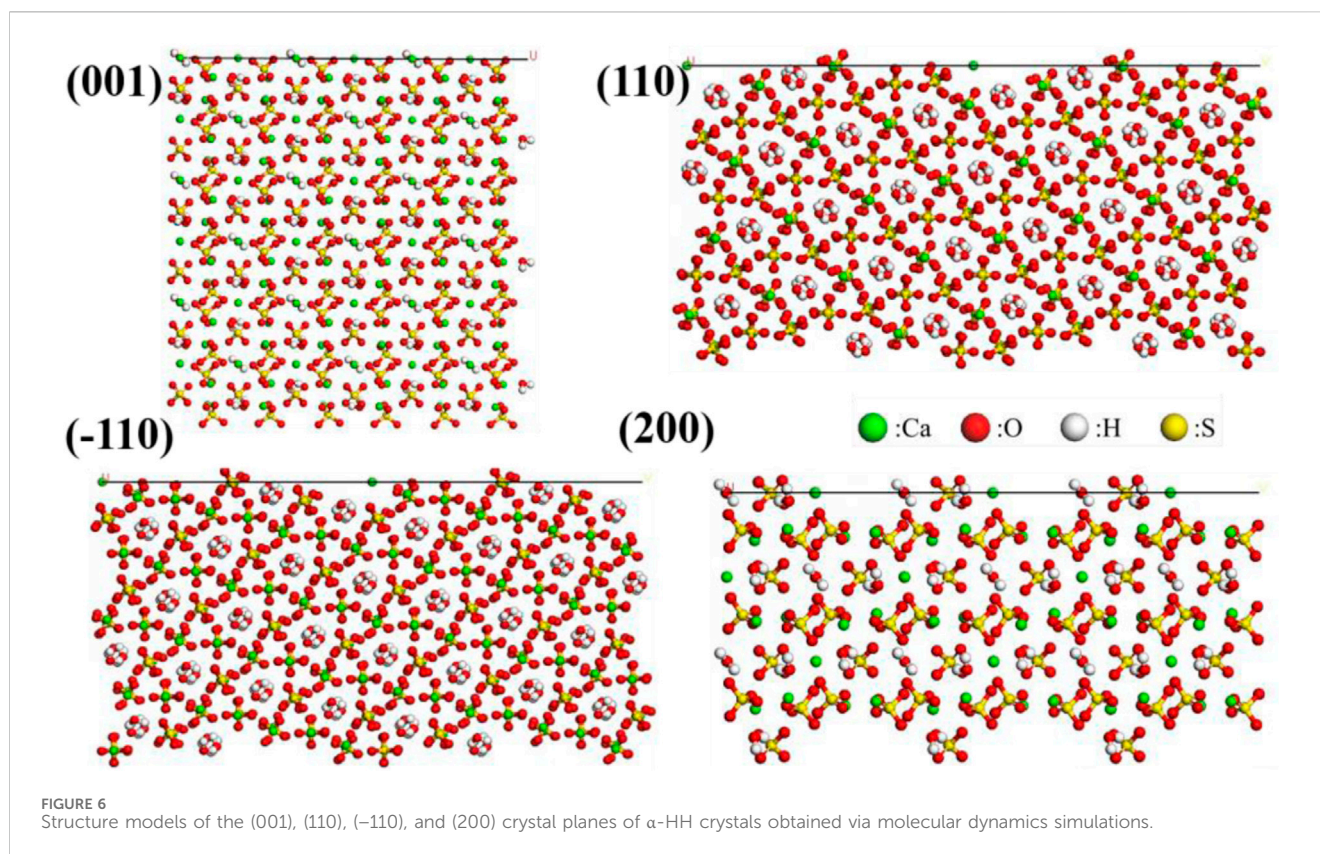 (001)
U
(110)
U
(-110)
U
(200)
:Ca :O :H :S
FIGURE 6
Structure models of the (001), (110), (−110), and (200) crystal planes of α-HH crystals obtained via molecular dynamics simulations.